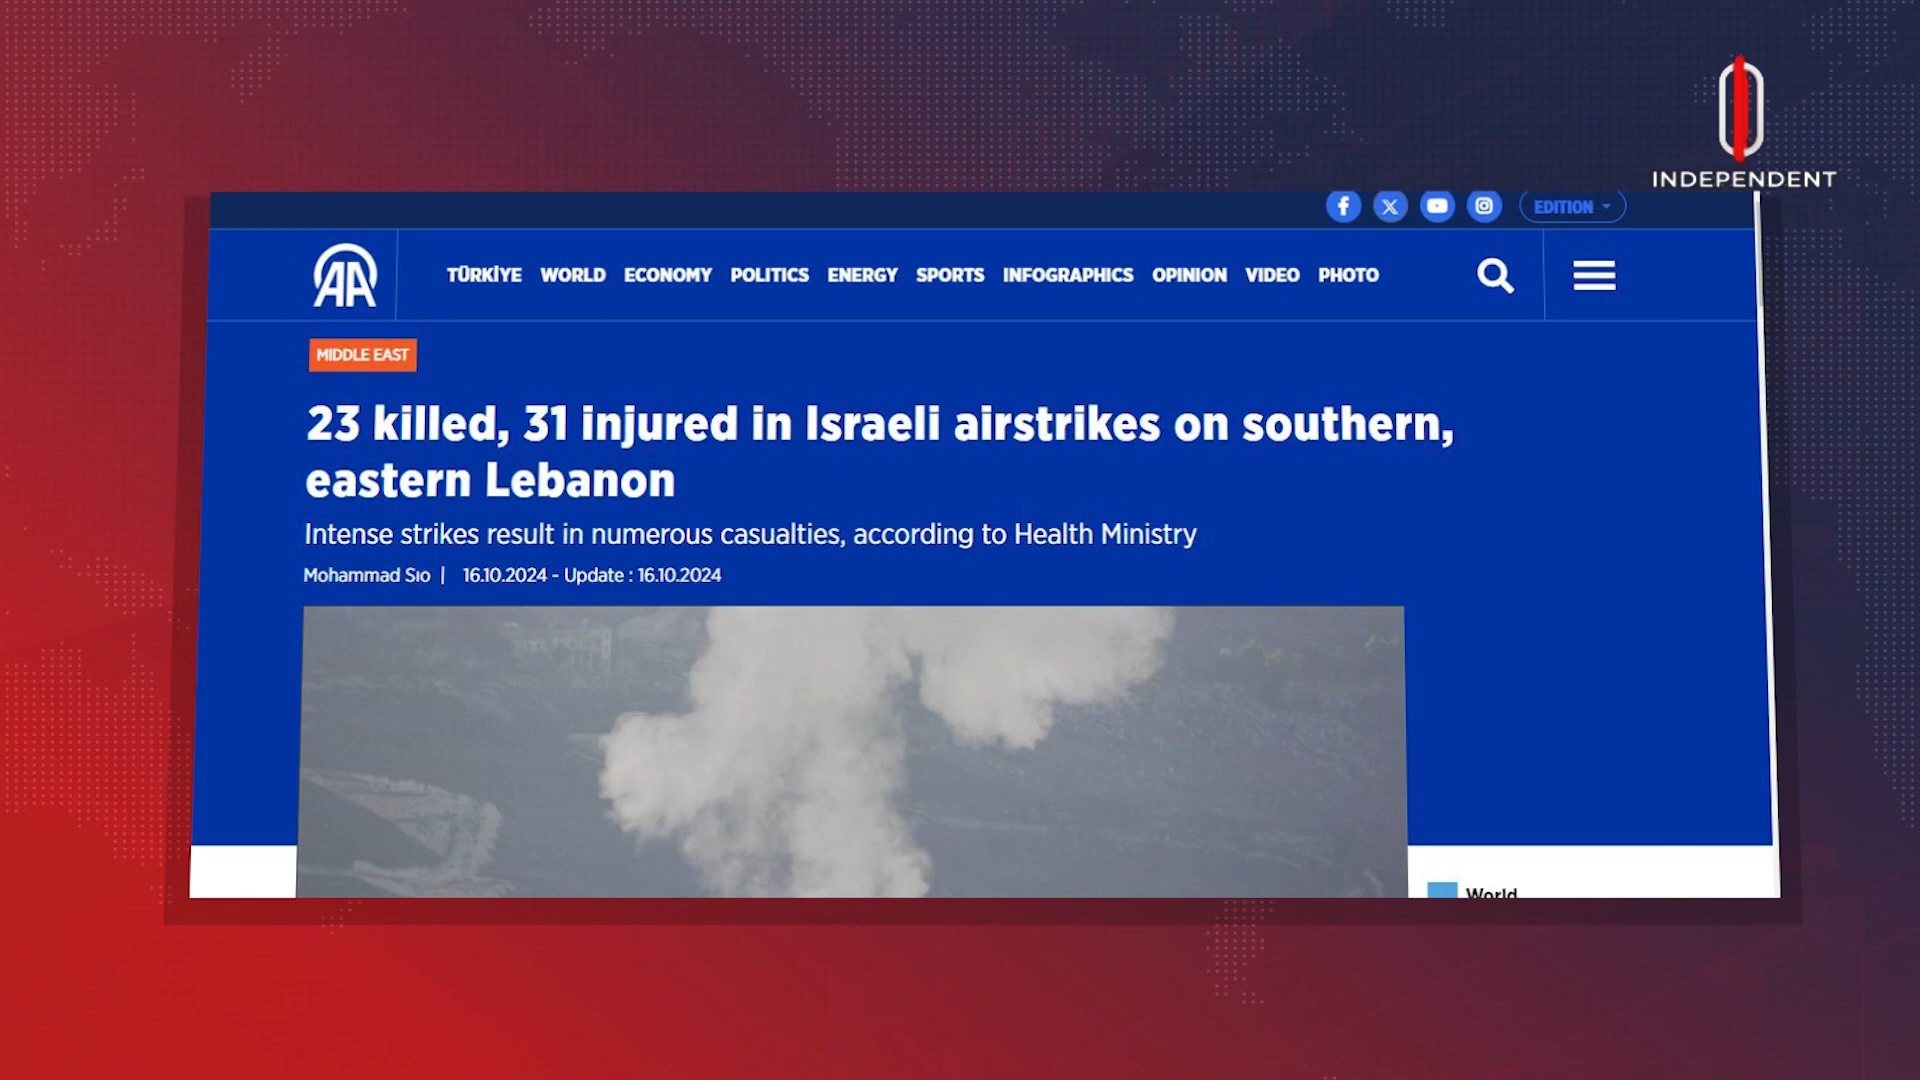 INDEPENDENT
EDITION
AA
TÜRKİYE WORLD ECONOMY POLITICS ENERGY SPORTS INFOGRAPHICS OPINION VIDEO PHOTO
MIDDLE EAST
23 killed, 31 injured in Israeli airstrikes on southern,
eastern Lebanon
Intense strikes result in numerous casualties, according to Health Ministry
Mohammad Sıo | 16.10.2024 - Update : 16.10.2024
World